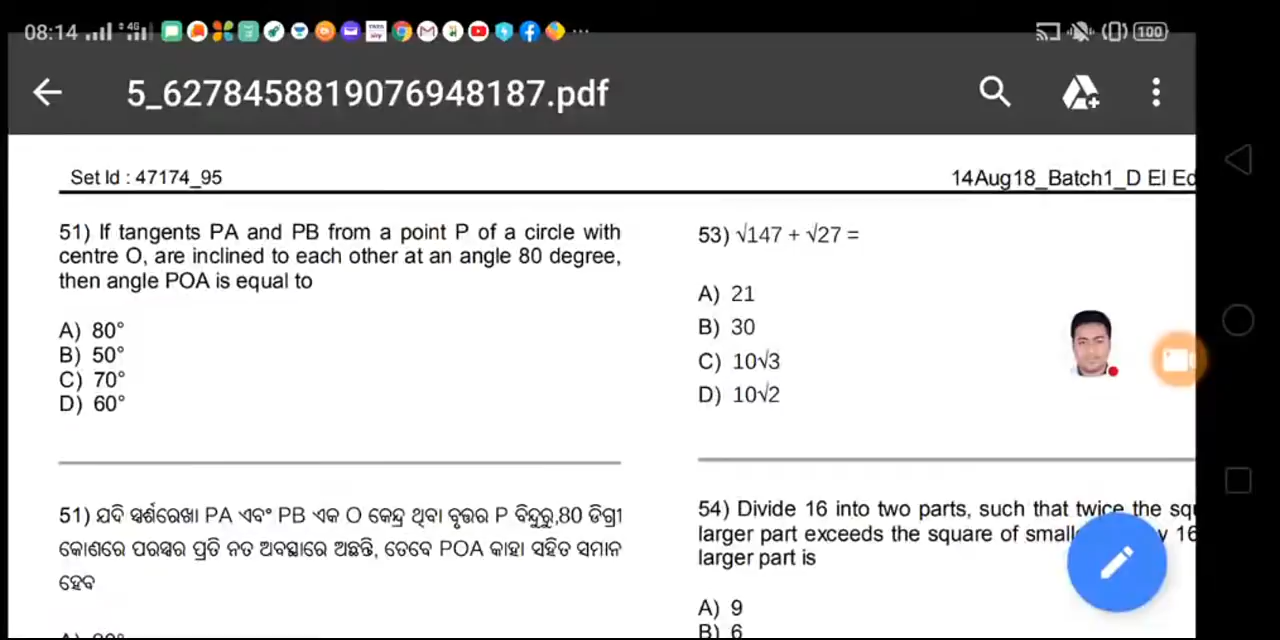 08:14
4G
100
5_6278458819076948187.pdf
Set Id : 47174_95
14Aug18_Batch1_D El Ed
51) If tangents PA and PB from a point P of a circle with
centre O, are inclined to each other at an angle 80 degree,
then angle POA is equal to
A) 80°
B) 50°
C) 70°
D) 60°
51) ଯଦି ସ୍ପର୍ଶରେଖା PA ଏବଂ PB ଏକ O କେନ୍ଦ୍ର ଥିବା ବୃତ୍ତର P ବିନ୍ଦୁରୁ,80 ଡିଗ୍ରୀ
କୋଣରେ ପରସ୍ପର ପ୍ରତି ନତ ଅବସ୍ଥାରେ ଅଛନ୍ତି, ତେବେ POA କାହା ସହିତ ସମାନ
ହେବ
53) √147 + √27 =
A) 21
B) 30
C) 10√3
D) 10√2
54) Divide 16 into two parts, such that twice the squ
larger part exceeds the square of small 16
larger part is
A) 9
B) 6